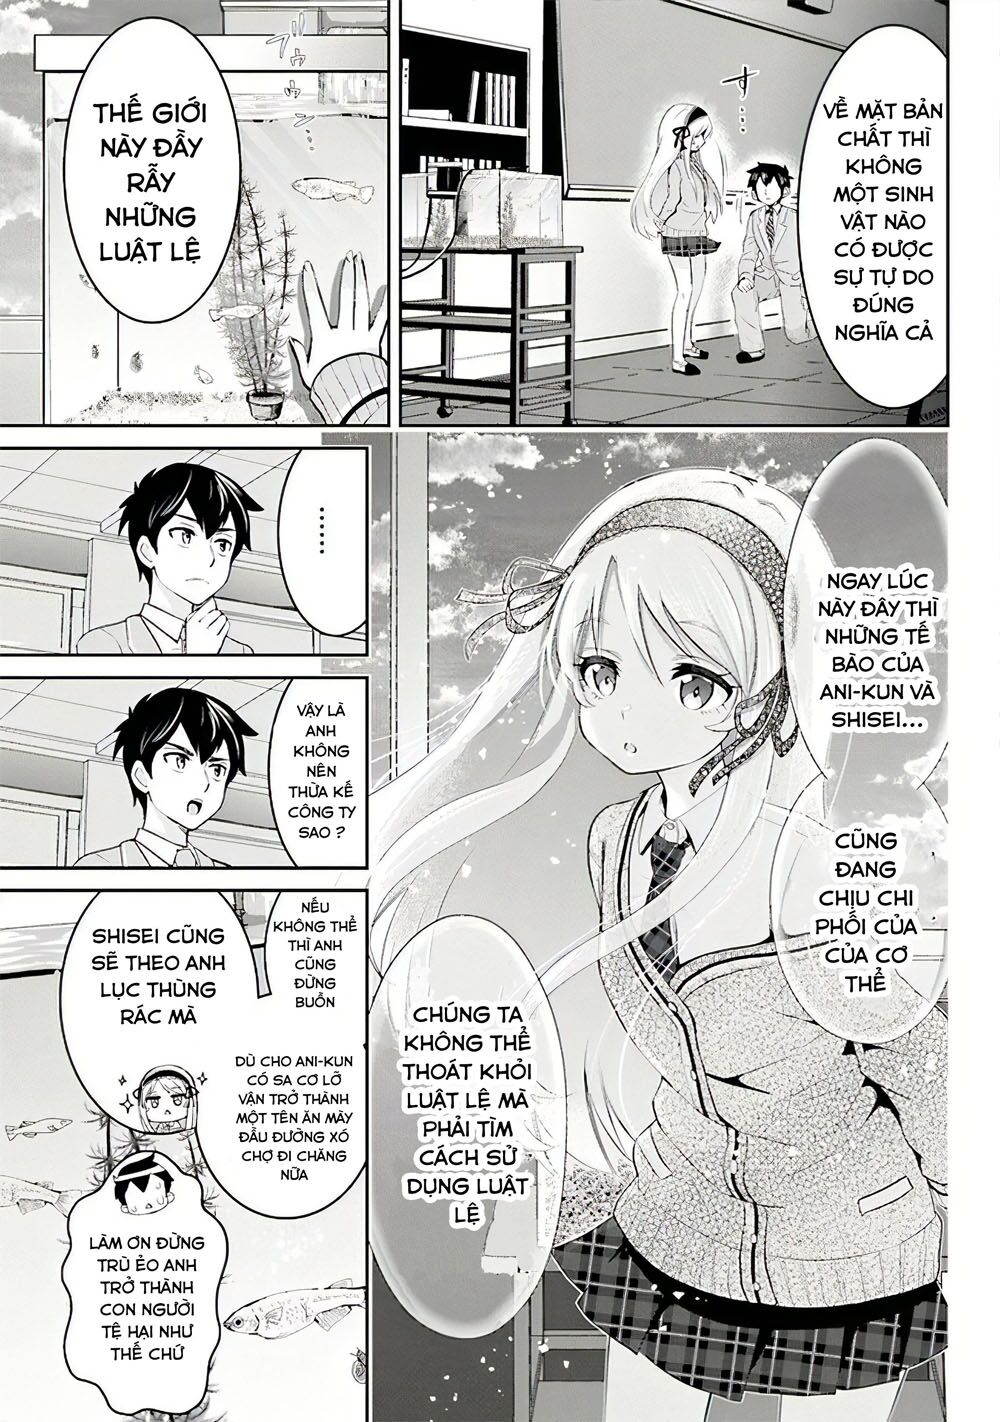 VỀ MẶT BẢN
CHẤT THÌ
KHÔNG
MỘT SINH
VẬT NÀO
CÓ ĐƯỢC
SỰ TỰ DO
ĐÚNG
NGHĨA CẢ
す…
THẾ GIỚI
NÀY ĐẦY
RẪY
NHỮNG
LUẬT LỆ
NGAY LÚC
NÀY ĐÂY THÌ
NHỮNG TẾ
BÀO CỦA
ANI-KUN VÀ
SHISEI...
CŨNG
ĐANG
CHỊU CHI
PHỐI CỦA
CỦA CƠ
THỂ
CHÚNG TA
KHÔNG THỂ
THOÁT KHỎI
LUẬT LỆ MÀ
PHẢI TÌM
CÁCH SỬ
DỤNG LUẬT
LỆ
......
VẬY LÀ
ANH
KHÔNG
NÊN
THỪA KẾ
CÔNG TY
SAO ?
NẾU
KHÔNG THỂ
THÌ ANH
CŨNG
ĐỪNG
BUỒN
SHISEI CŨNG
SẼ THEO ANH
LỤC THÙNG
RÁC MÀ
DÙ CHO ANI-KUN
CÓ SA CƠ LỠ
VẬN TRỞ THÀNH
MỘT TÊN ĂN MÀY
ĐẦU ĐƯỜNG XÓ
CHỢ ĐI CHĂNG
NỮA
LÀM ƠN ĐỪNG
TRÙ ẺO ANH
TRỞ THÀNH
CON NGƯỜI
TỆ HẠI NHƯ
THẾ CHỨ